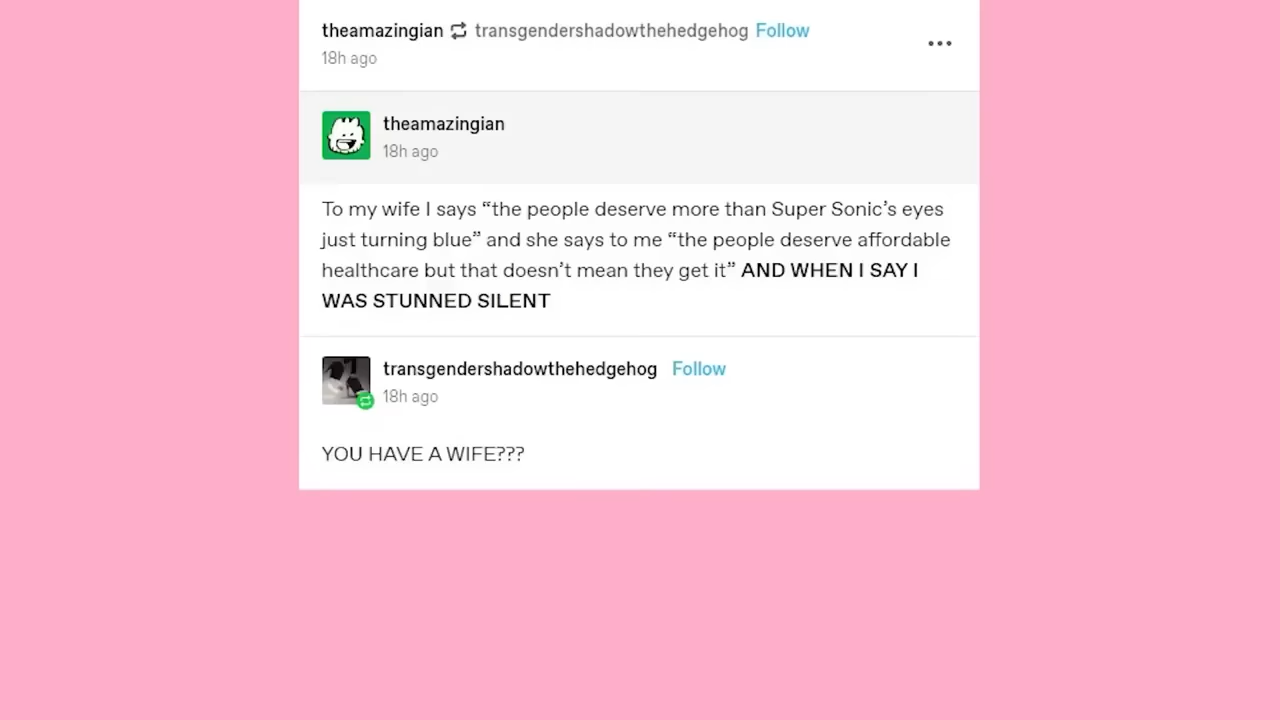 theamazingian transgendershadowthehedgehog Follow
18h ago
theamazingian
18h ago
To my wife I says “the people deserve more than Super Sonic’s eyes
just turning blue” and she says to me “the people deserve affordable
healthcare but that doesn’t mean they get it” AND WHEN I SAY I
WAS STUNNED SILENT
transgendershadowthehedgehog Follow
18h ago
YOU HAVE A WIFE???